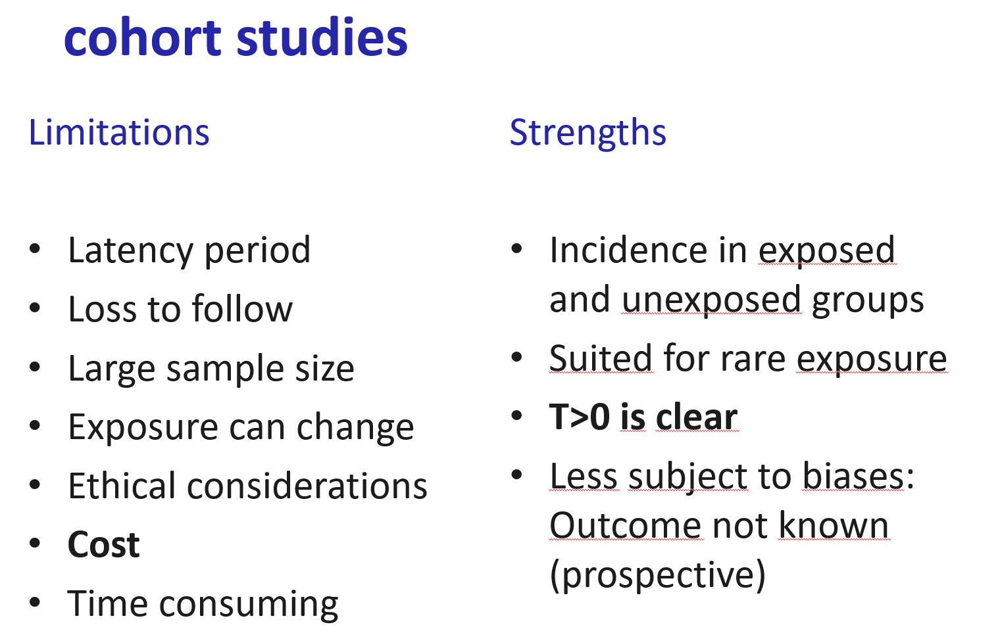 cohort studies
Limitations
• Latency period
• Loss to follow
• Large sample size
• Exposure can change
• Ethical considerations
• Cost
• Time consuming
Strengths
• Incidence in exposed
and unexposed groups
• Suited for rare exposure
• T>0 is clear
• Less subject to biases:
Outcome not known
(prospective)